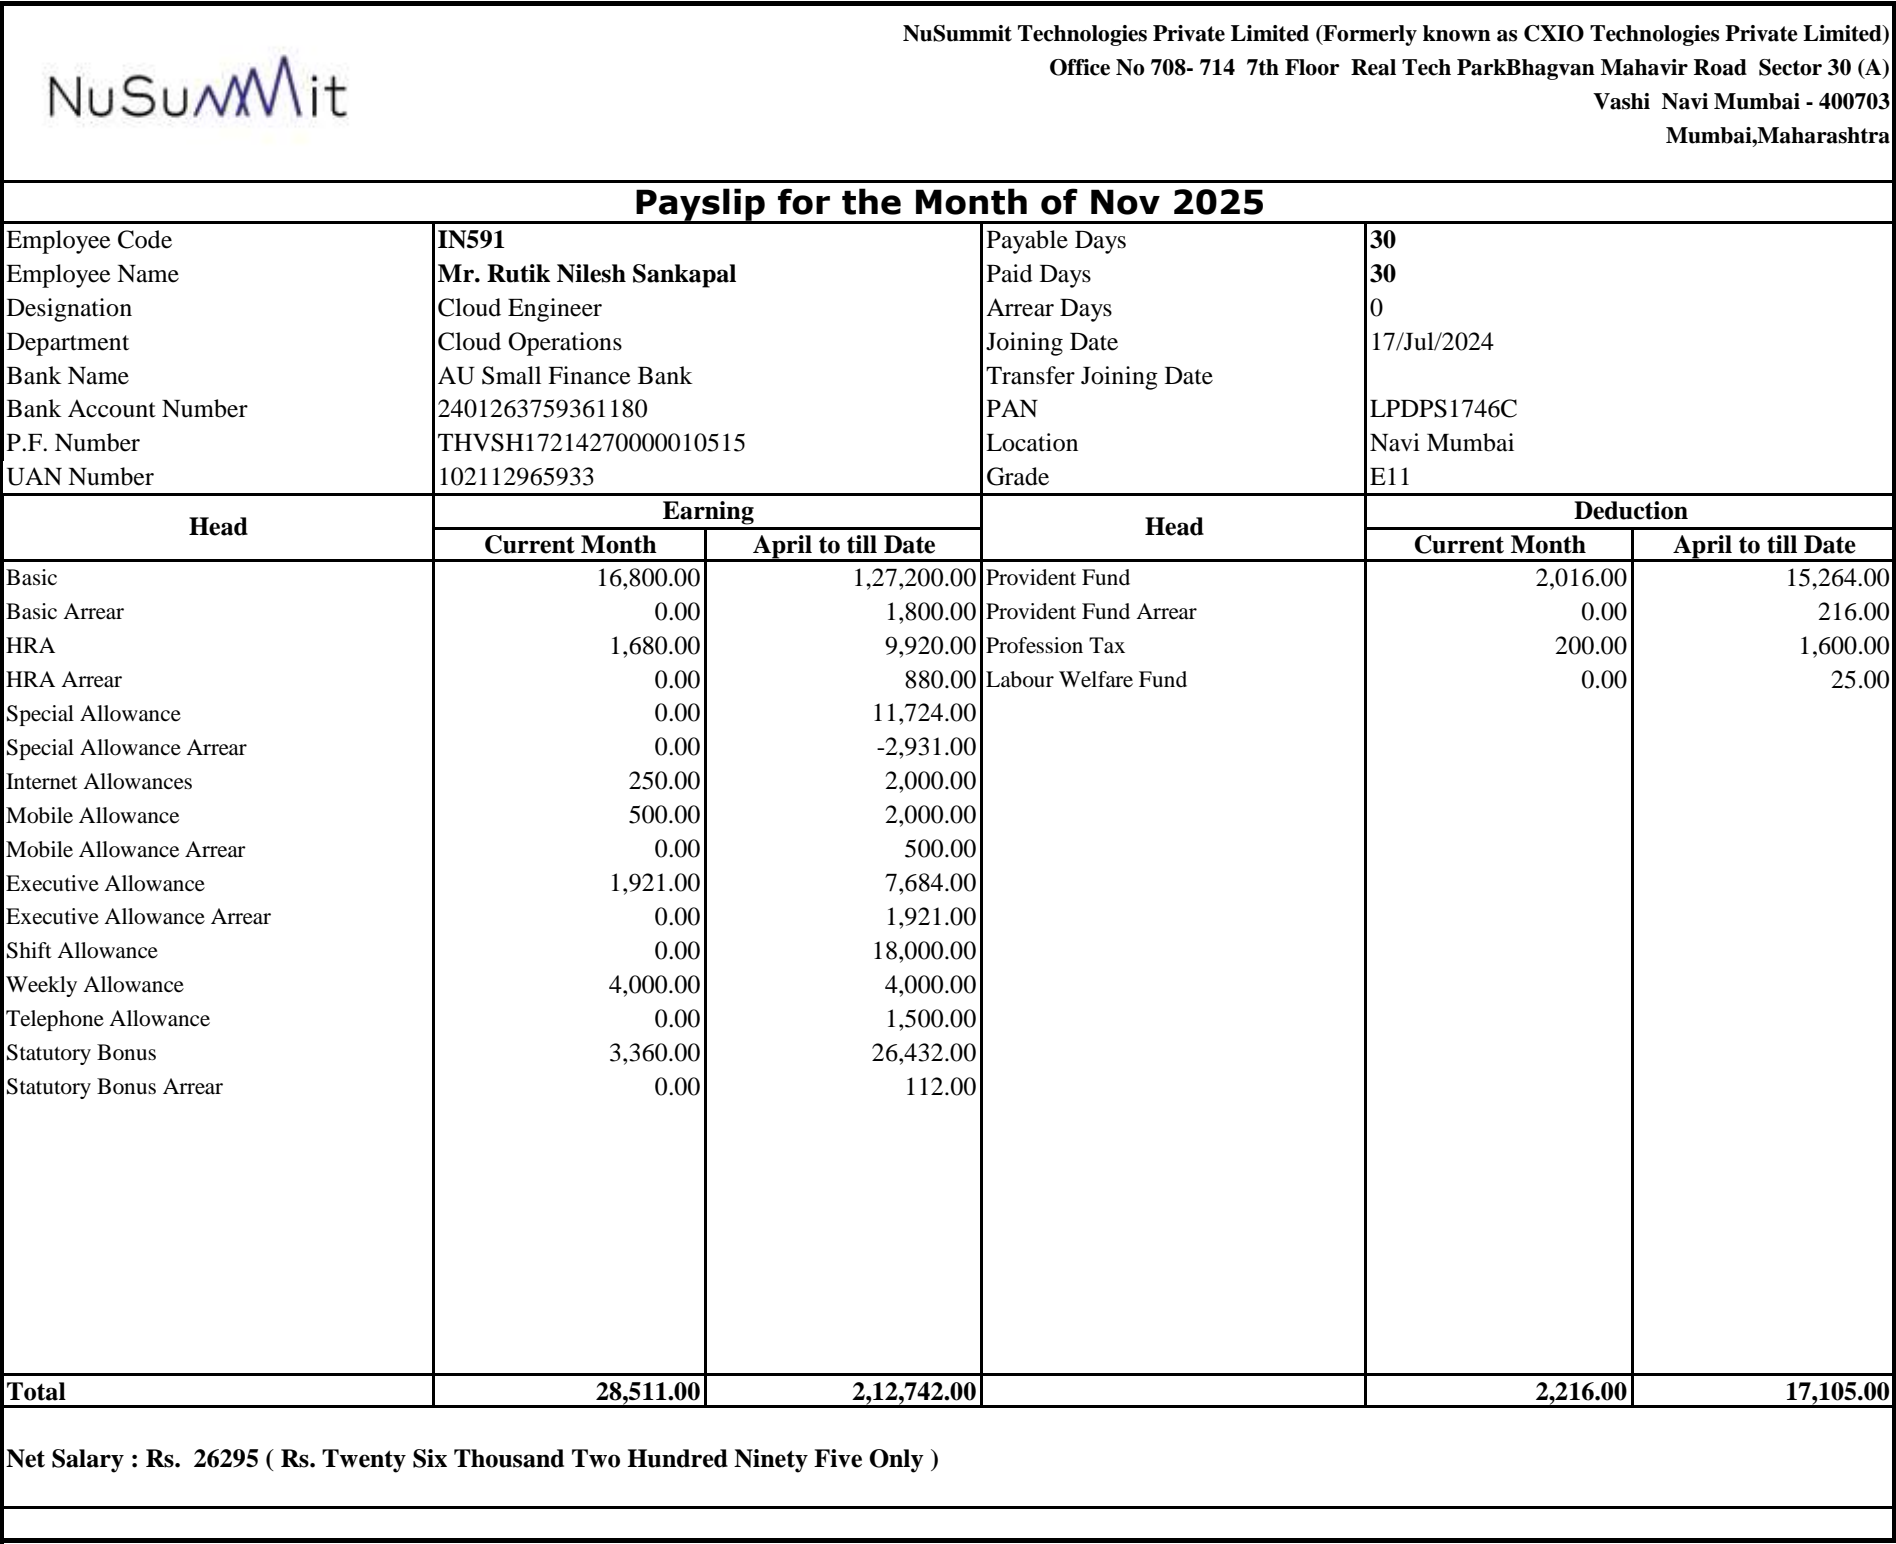 NuSummit
NuSummit Technologies Private Limited (Formerly known as CXIO Technologies Private Limited)
Office No 708- 714 7th Floor Real Tech ParkBhagvan Mahavir Road Sector 30 (A)
Vashi Navi Mumbai - 400703
Mumbai,Maharashtra
Payslip for the Month of Nov 2025
Employee Code IN591 Payable Days 30
Employee Name Mr. Rutik Nilesh Sankapal Paid Days 30
Designation Cloud Engineer Arrear Days 0
Department Cloud Operations Joining Date 17/Jul/2024
Bank Name AU Small Finance Bank Transfer Joining Date
Bank Account Number 2401263759361180 PAN LPDPS1746C
P.F. Number THVSH17214270000010515 Location Navi Mumbai
UAN Number 102112965933 Grade E11
Head Earning Head Deduction
Current Month April to till Date Current Month April to till Date
Basic 16,800.00 1,27,200.00 Provident Fund 2,016.00 15,264.00
Basic Arrear 0.00 1,800.00 Provident Fund Arrear 0.00 216.00
HRA 1,680.00 9,920.00 Profession Tax 200.00 1,600.00
HRA Arrear 0.00 880.00 Labour Welfare Fund 0.00 25.00
Special Allowance 0.00 11,724.00
Special Allowance Arrear 0.00 -2,931.00
Internet Allowances 250.00 2,000.00
Mobile Allowance 500.00 2,000.00
Mobile Allowance Arrear 0.00 500.00
Executive Allowance 1,921.00 7,684.00
Executive Allowance Arrear 0.00 1,921.00
Shift Allowance 0.00 18,000.00
Weekly Allowance 4,000.00 4,000.00
Telephone Allowance 0.00 1,500.00
Statutory Bonus 3,360.00 26,432.00
Statutory Bonus Arrear 0.00 112.00
Total 28,511.00 2,12,742.00 2,216.00 17,105.00
Net Salary : Rs. 26295 ( Rs. Twenty Six Thousand Two Hundred Ninety Five Only )